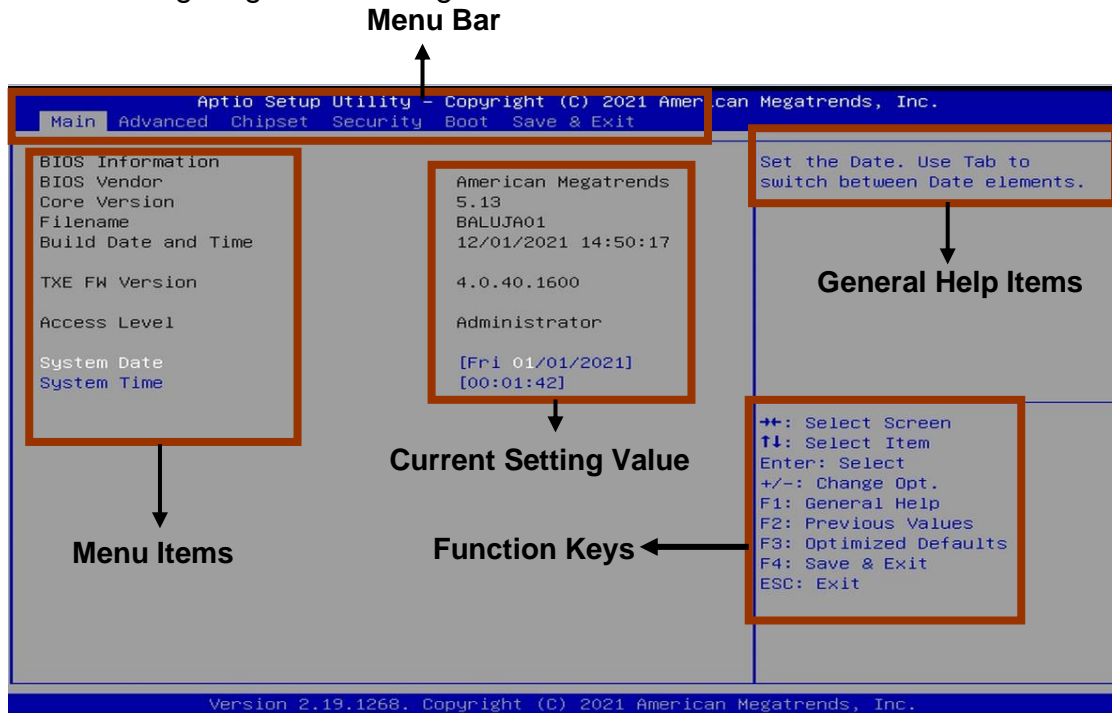 Menu Bar
Aptio Setup Utility – Copyright (C) 2021 American Megatrends, Inc.
Main Advanced Chipset Security Boot Save & Exit
BIOS Information
BIOS Vendor American Megatrends
Core Version 5.13
Filename BALUJA01
Build Date and Time 12/01/2021 14:50:17
TXE FW Version 4.0.40.1600
Access Level Administrator
System Date [Fri 01/01/2021]
System Time [00:01:42]
Set the Date. Use Tab to
switch between Date elements.
General Help Items
Current Setting Value
Menu Items
Function Keys
→←: Select Screen
↑↓: Select Item
Enter: Select
+/-: Change Opt.
F1: General Help
F2: Previous Values
F3: Optimized Defaults
F4: Save & Exit
ESC: Exit
Version 2.19.1268. Copyright (C) 2021 American Megatrends, Inc.